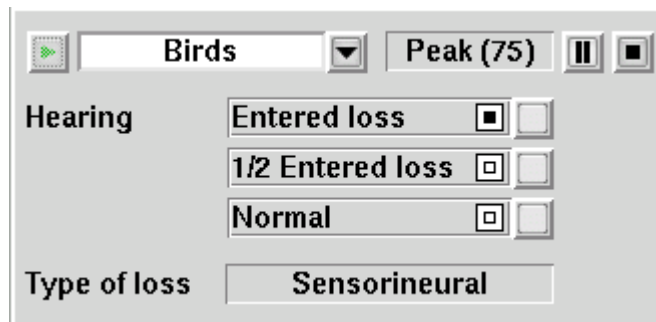 Birds Peak (75)
Hearing Entered loss
1/2 Entered loss
Normal
Type of loss Sensorineural